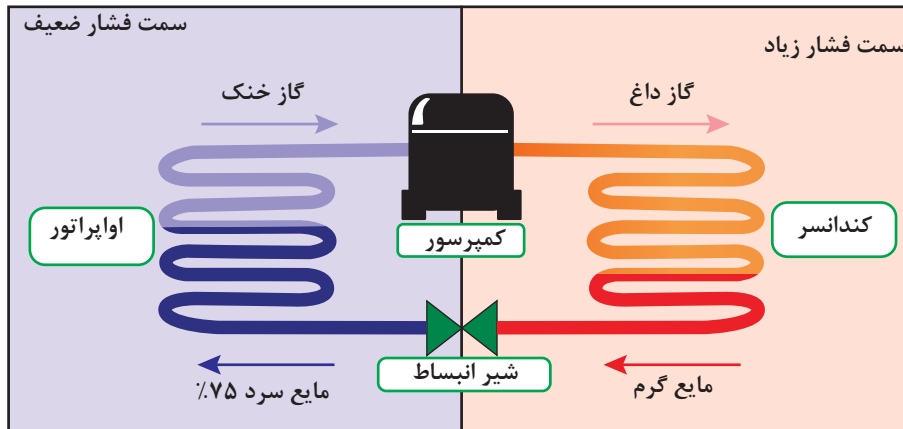 سمت فشار ضعیف
سمت فشار زیاد
گاز خنک
گاز داغ
اواپراتور
کمپرسور
کندانسر
شیر انبساط
مایع سرد ۷۵٪
مایع گرم